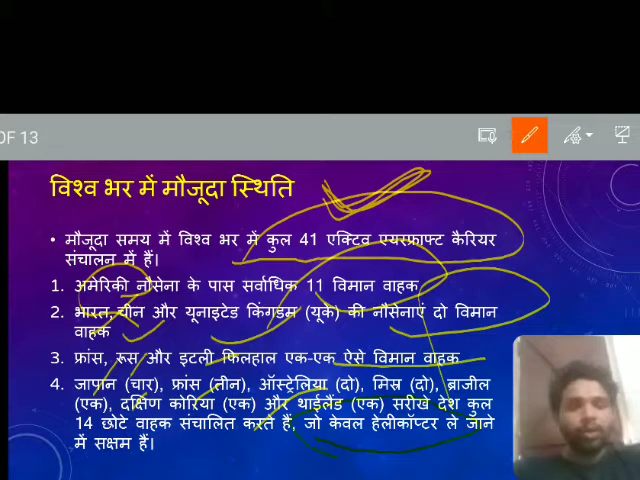 OF 13
विश्व भर में मौजूदा स्थिति
• मौजूदा समय में विश्व भर में कुल 41 एक्टिव एयरक्राफ्ट कैरियर
संचालन में हैं।
1. अमेरिकी नौसेना के पास सर्वाधिक 11 विमान वाहक
2. भारत चीन और यूनाइटेड किंगडम (यूके) की नौसेनाएं दो विमान
वाहक
3. फ्रांस, रूस और इटली फिलहाल एक-एक ऐसे विमान वाहक
4. जापान (चार), फ्रांस (तीन), ऑस्ट्रेलिया (दो), मिस्र (दो), ब्राजील
(एक), दक्षिण कोरिया (एक) और थाईलैंड (एक) सरीखे देश कुल
14 छोटे वाहक संचालित करते हैं, जो केवल हेलीकॉप्टर ले जाने
में सक्षम हैं।